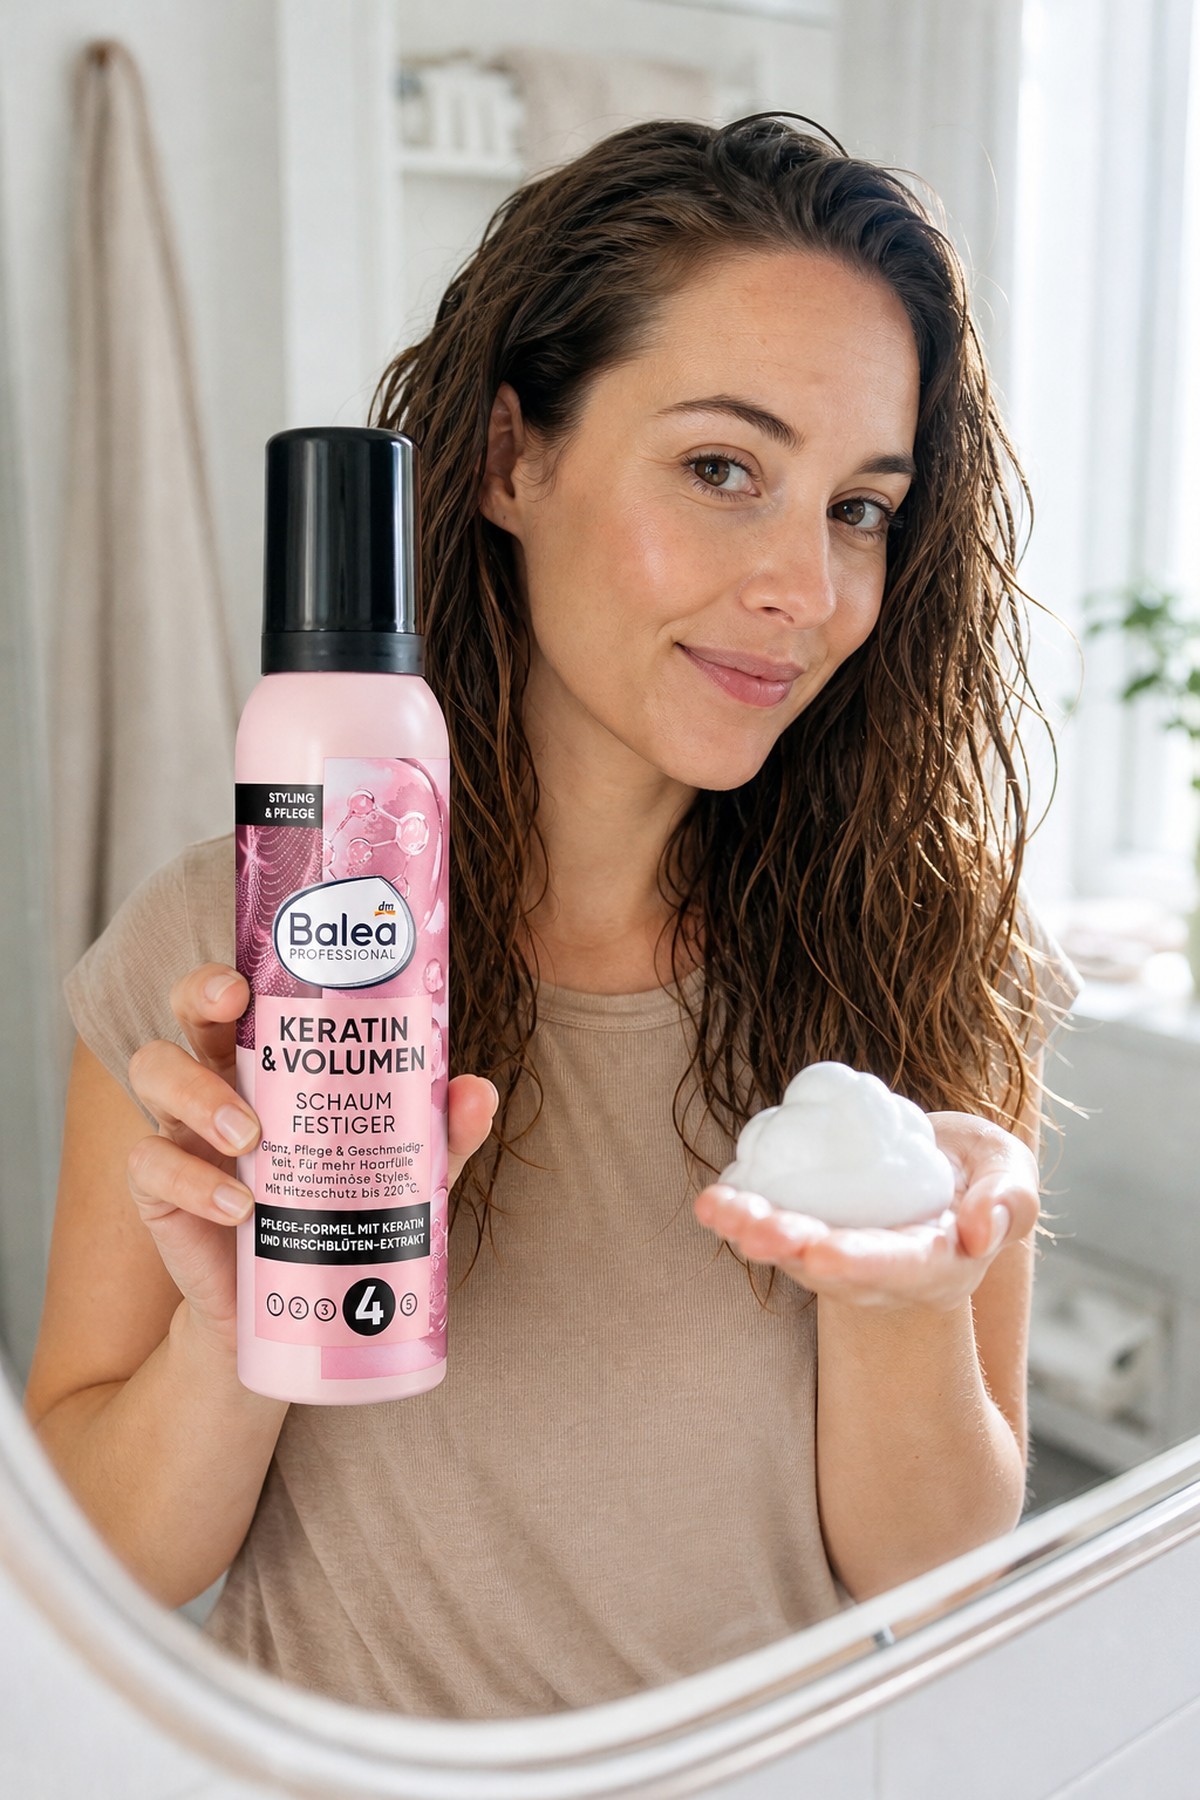 STYLING
& PFLEGE
dm
Balea
PROFESSIONAL
KERATIN
& VOLUMEN
SCHAUM
FESTIGER
Glanz, Pflege & Geschmeidig-
keit. Für mehr Haarfülle
und voluminöse Styles.
Mit Hitzeschutz bis 220°C.
PFLEGE-FORMEL MIT KERATIN
UND KIRSCHBLÜTEN-EXTRAKT
1 2 3 4 5